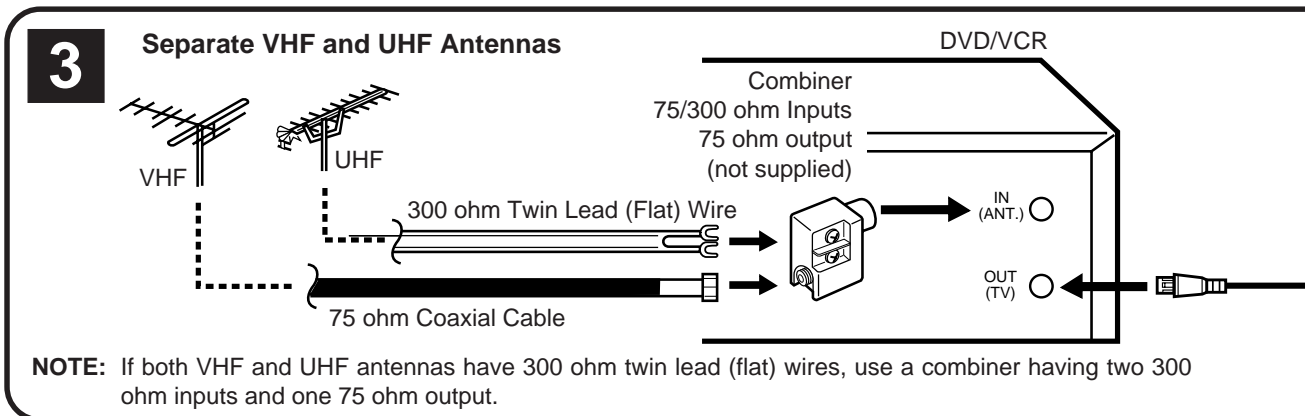 3
Separate VHF and UHF Antennas
DVD/VCR
Combiner
75/300 ohm Inputs
75 ohm output
(not supplied)
VHF
UHF
300 ohm Twin Lead (Flat) Wire
IN
(ANT.)
OUT
(TV)
75 ohm Coaxial Cable
NOTE: If both VHF and UHF antennas have 300 ohm twin lead (flat) wires, use a combiner having two 300
ohm inputs and one 75 ohm output.